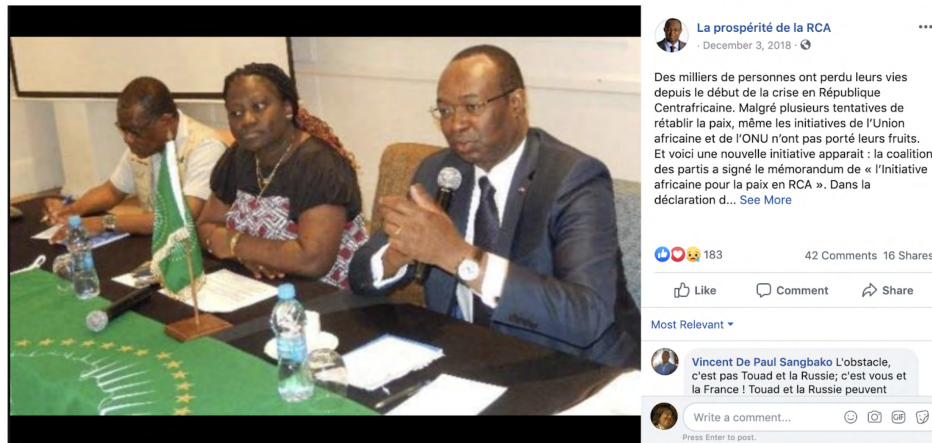 La prospérité de la RCA
· December 3, 2018 ·
Des milliers de personnes ont perdu leurs vies
depuis le début de la crise en République
Centrafricaine. Malgré plusieurs tentatives de
rétablir la paix, même les initiatives de l'Union
africaine et de l'ONU n'ont pas porté leurs fruits.
Et voici une nouvelle initiative apparait : la coalition
des partis a signé le mémorandum de « l'Initiative
africaine pour la paix en RCA ». Dans la
déclaration d... See More
183
42 Comments 16 Shares
Like Comment Share
Most Relevant
Vincent De Paul Sangbako L'obstacle,
c'est pas Touad et la Russie; c'est vous et
la France ! Touad et la Russie peuvent
Write a comment...
GIF
Press Enter to post.